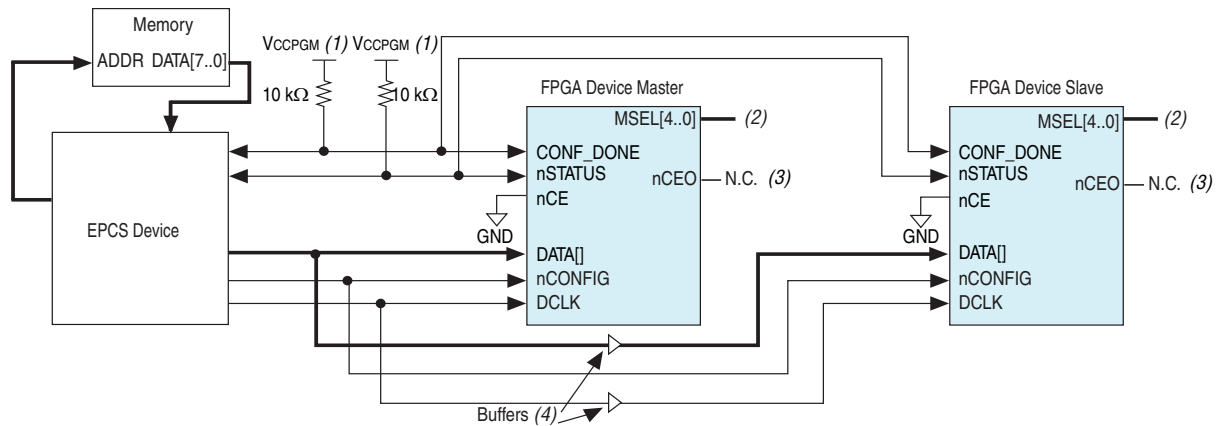 Memory
ADDR DATA[7..0]
VCCPGM (1) VCCPGM (1)
10 kΩ
10 kΩ
EPCS Device
FPGA Device Master
MSEL[4..0] (2)
CONF_DONE
nSTATUS
nCEO N.C. (3)
nCE
GND
DATA[]
nCONFIG
DCLK
FPGA Device Slave
MSEL[4..0] (2)
CONF_DONE
nSTATUS
nCEO N.C. (3)
nCE
GND
DATA[]
nCONFIG
DCLK
Buffers (4)